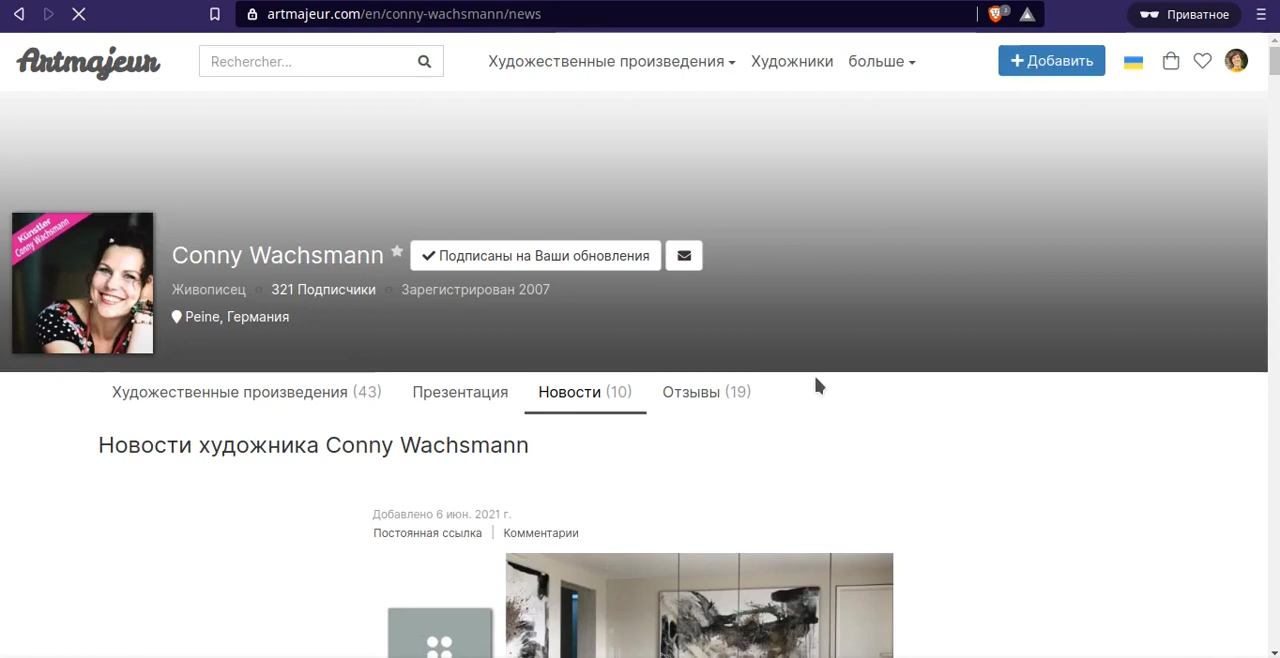 artmajeur.com/en/conny-wachsmann/news
Приватное
Artmajeur
Rechercher...
Художественные произведения
Художники
больше
Добавить
Künstler
Conny Wachsmann
Conny Wachsmann
Подписаны на Ваши обновления
Живописец
321 Подписчики
Зарегистрирован 2007
Peine, Германия
Художественные произведения (43)
Презентация
Новости (10)
Отзывы (19)
Новости художника Conny Wachsmann
Добавлено 6 июн. 2021 г.
Постоянная ссылка | Комментарии